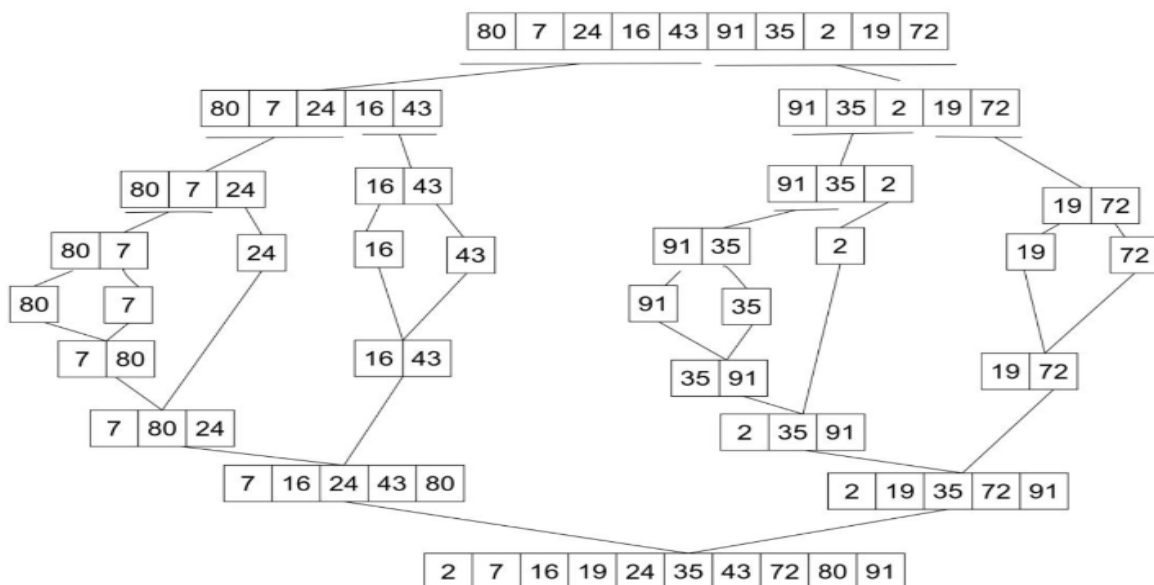 80 7 24 16 43 91 35 2 19 72
80 7 24 16 43
91 35 2 19 72
80 7 24
16 43
91 35 2
19 72
80 7
24
16
43
91 35
2
19
72
80
7
91
35
7 80
16 43
35 91
19 72
7 80 24
2 35 91
7 16 24 43 80
2 19 35 72 91
2 7 16 19 24 35 43 72 80 91